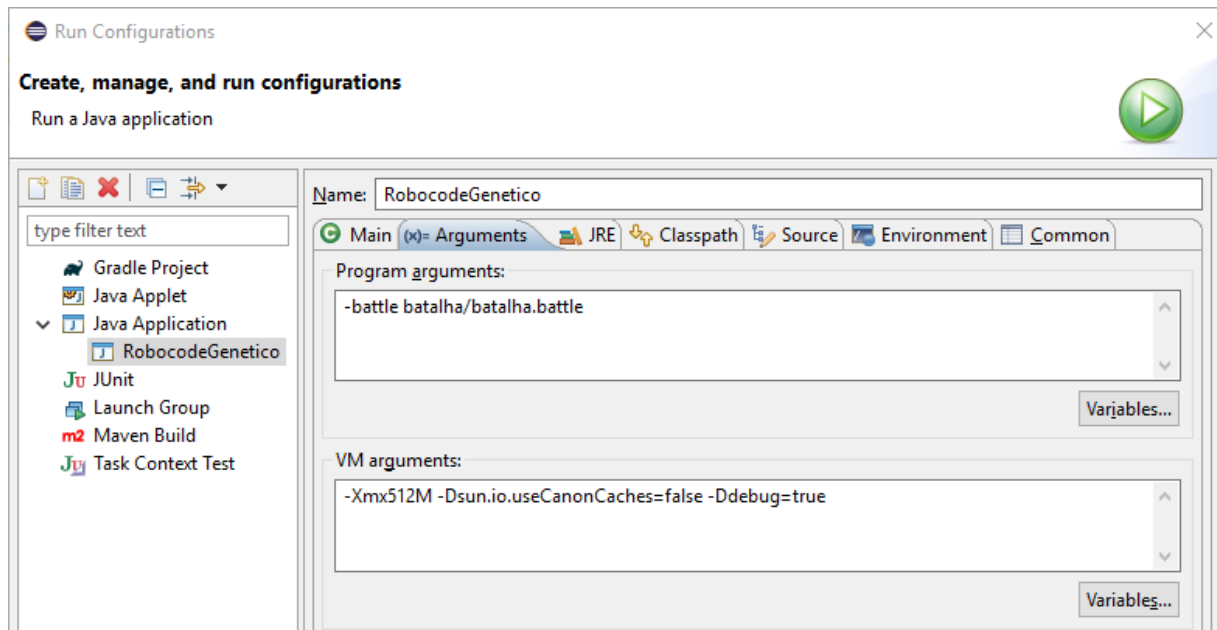 Run Configurations
Create, manage, and run configurations
Run a Java application
type filter text
Gradle Project
Java Applet
Java Application
RobocodeGenetico
JUnit
Launch Group
m2 Maven Build
Task Context Test
Name: RobocodeGenetico
Main (x)= Arguments JRE Classpath Source Environment Common
Program arguments:
-battle batalha/batalha.battle
Variables...
VM arguments:
-Xmx512M -Dsun.io.useCanonCaches=false -Ddebug=true
Variables...